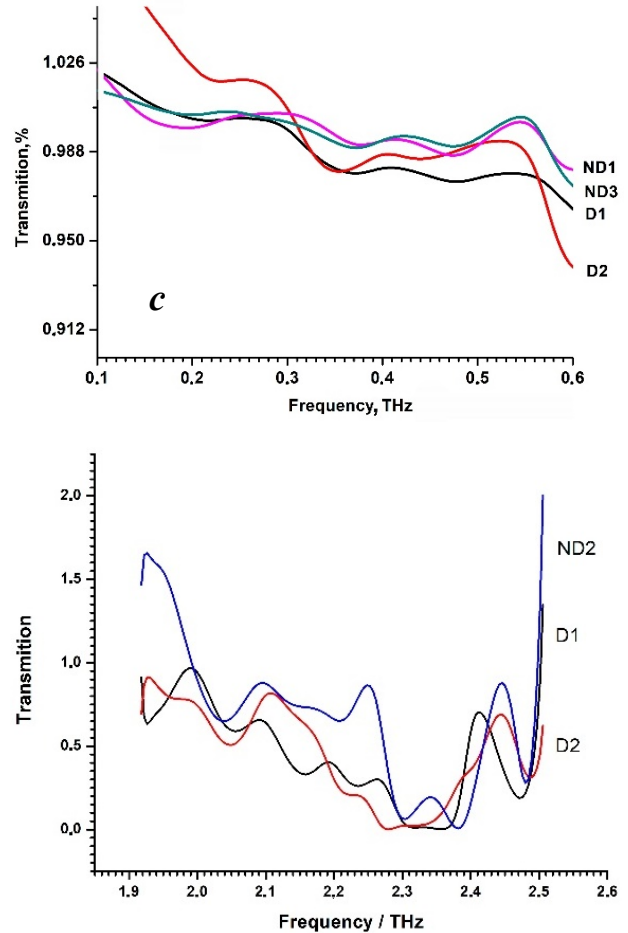 Transmition,%
1.026
0.988
0.950
0.912
ND1
ND3
D1
D2
c
0.1 0.2 0.3 0.4 0.5 0.6
Frequency, THz
Transmition
2,0
1,5
1,0
0,5
0,0
ND2
D1
D2
1,9 2,0 2,1 2,2 2,3 2,4 2,5 2,6
Frequency / THz